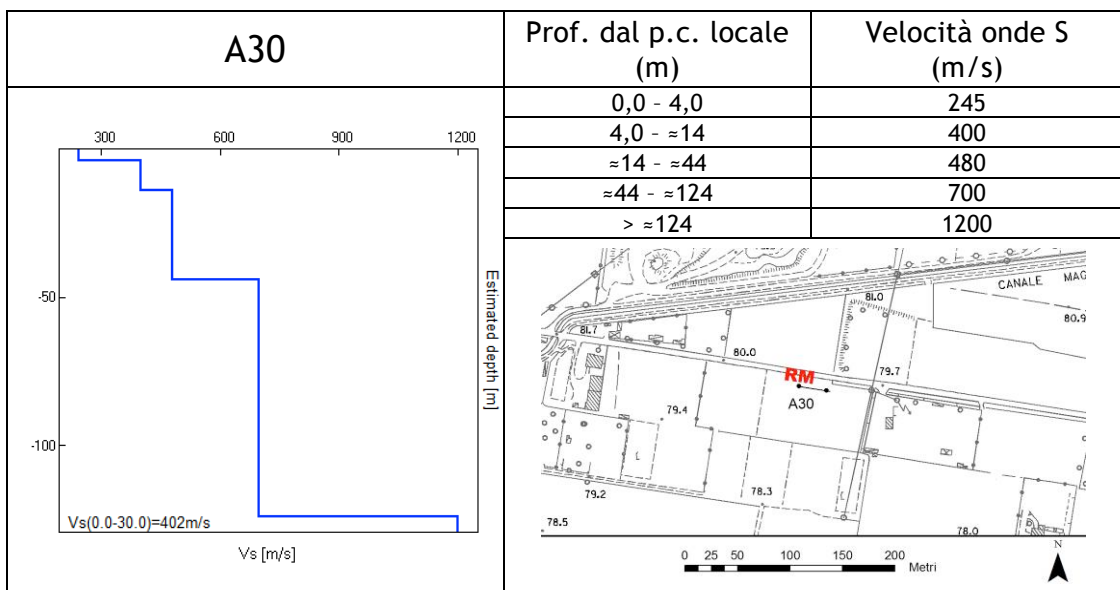 A30
Prof. dal p.c. locale
(m)
Velocità onde S
(m/s)
0,0 – 4,0 245
4,0 – ≈14 400
≈14 – ≈44 480
≈44 – ≈124 700
> ≈124 1200
300 600 900 1200
-50
-100
Estimated depth [m]
Vs(0.0-30.0)=402m/s
Vs [m/s]
CANALE MAG
81.0
80.9
81.7
80.0
RM
79.7
A30
79.4
79.2
78.3
78.5
78.0
0 25 50 100 150 200
Metri
N